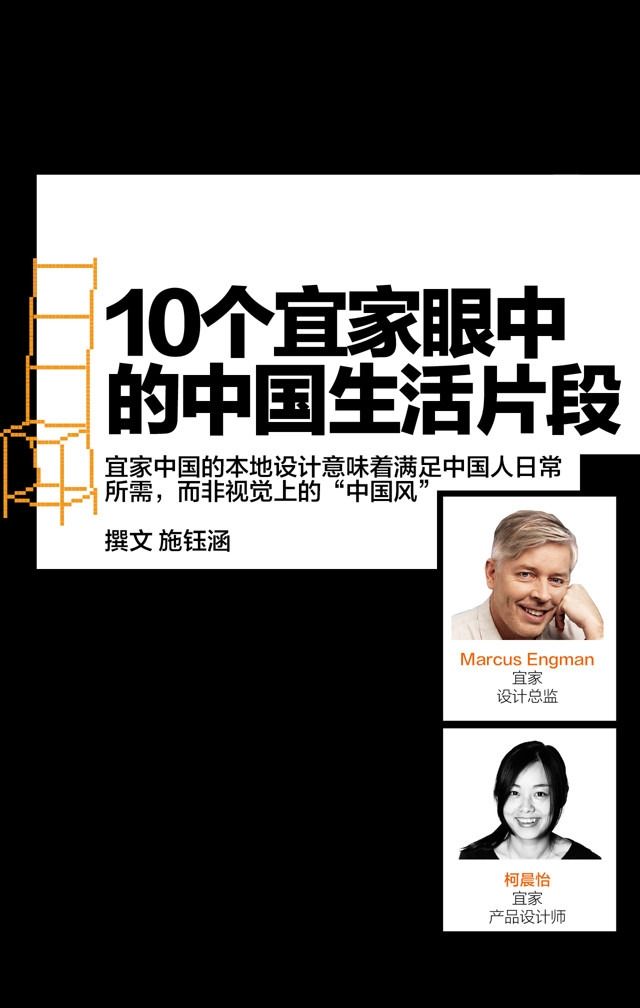 10个宜家眼中
的中国生活片段
宜家中国的本地设计意味着满足中国人日常
所需，而非视觉上的“中国风”
撰文 施钰涵
Marcus Engman
宜家
设计总监
柯晨怡
宜家
产品设计师